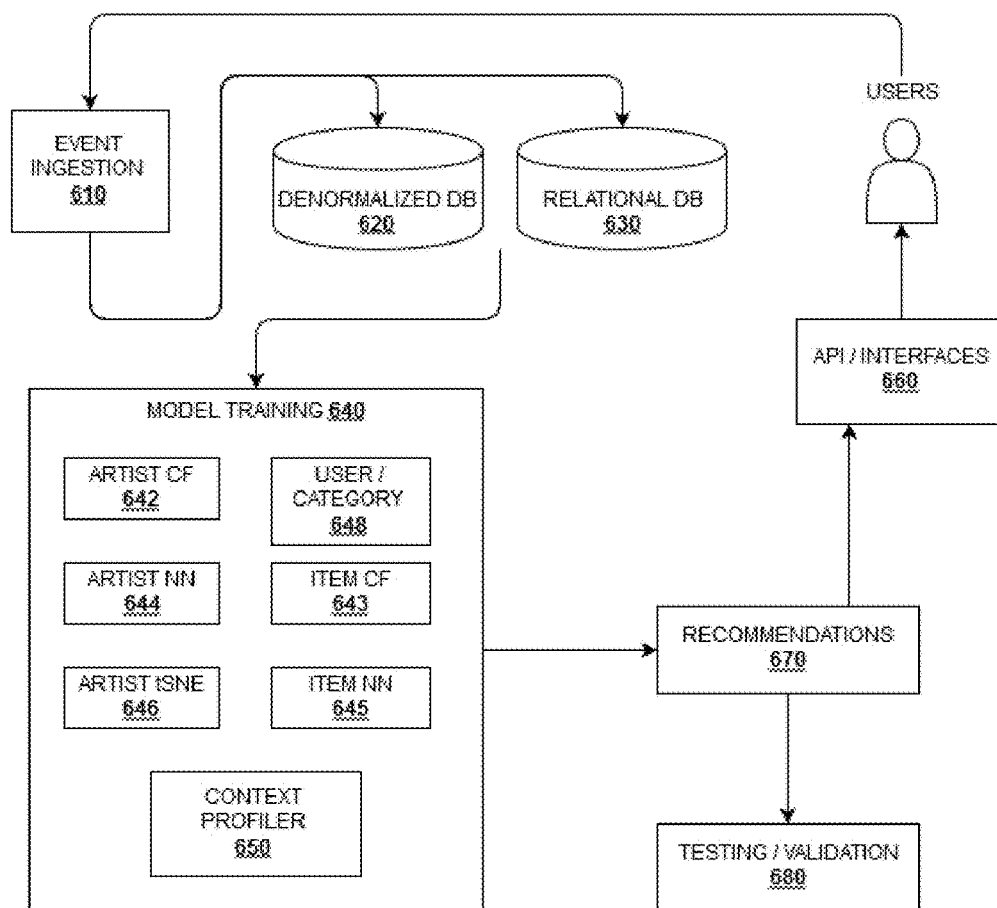 USERS
EVENT
INGESTION
610
DENORMALIZED DB
620
RELATIONAL DB
630
API / INTERFACES
660
MODEL TRAINING 640
ARTIST CF
642
USER /
CATEGORY
648
ARTIST NN
644
ITEM CF
643
ARTIST tSNE
646
ITEM NN
645
CONTEXT
PROFILER
650
RECOMMENDATIONS
670
TESTING / VALIDATION
680